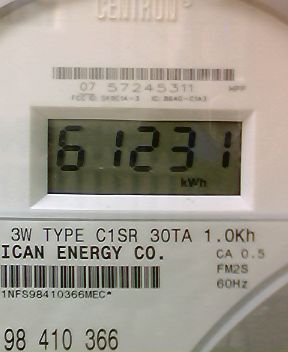 CENTRON®
07 57245311
61231
kWh
3W TYPE C1SR 30TA 1.0Kh
ICAN ENERGY CO.
CA 0.5
FM2S
60Hz
1NFS98410366MEC*
98 410 366